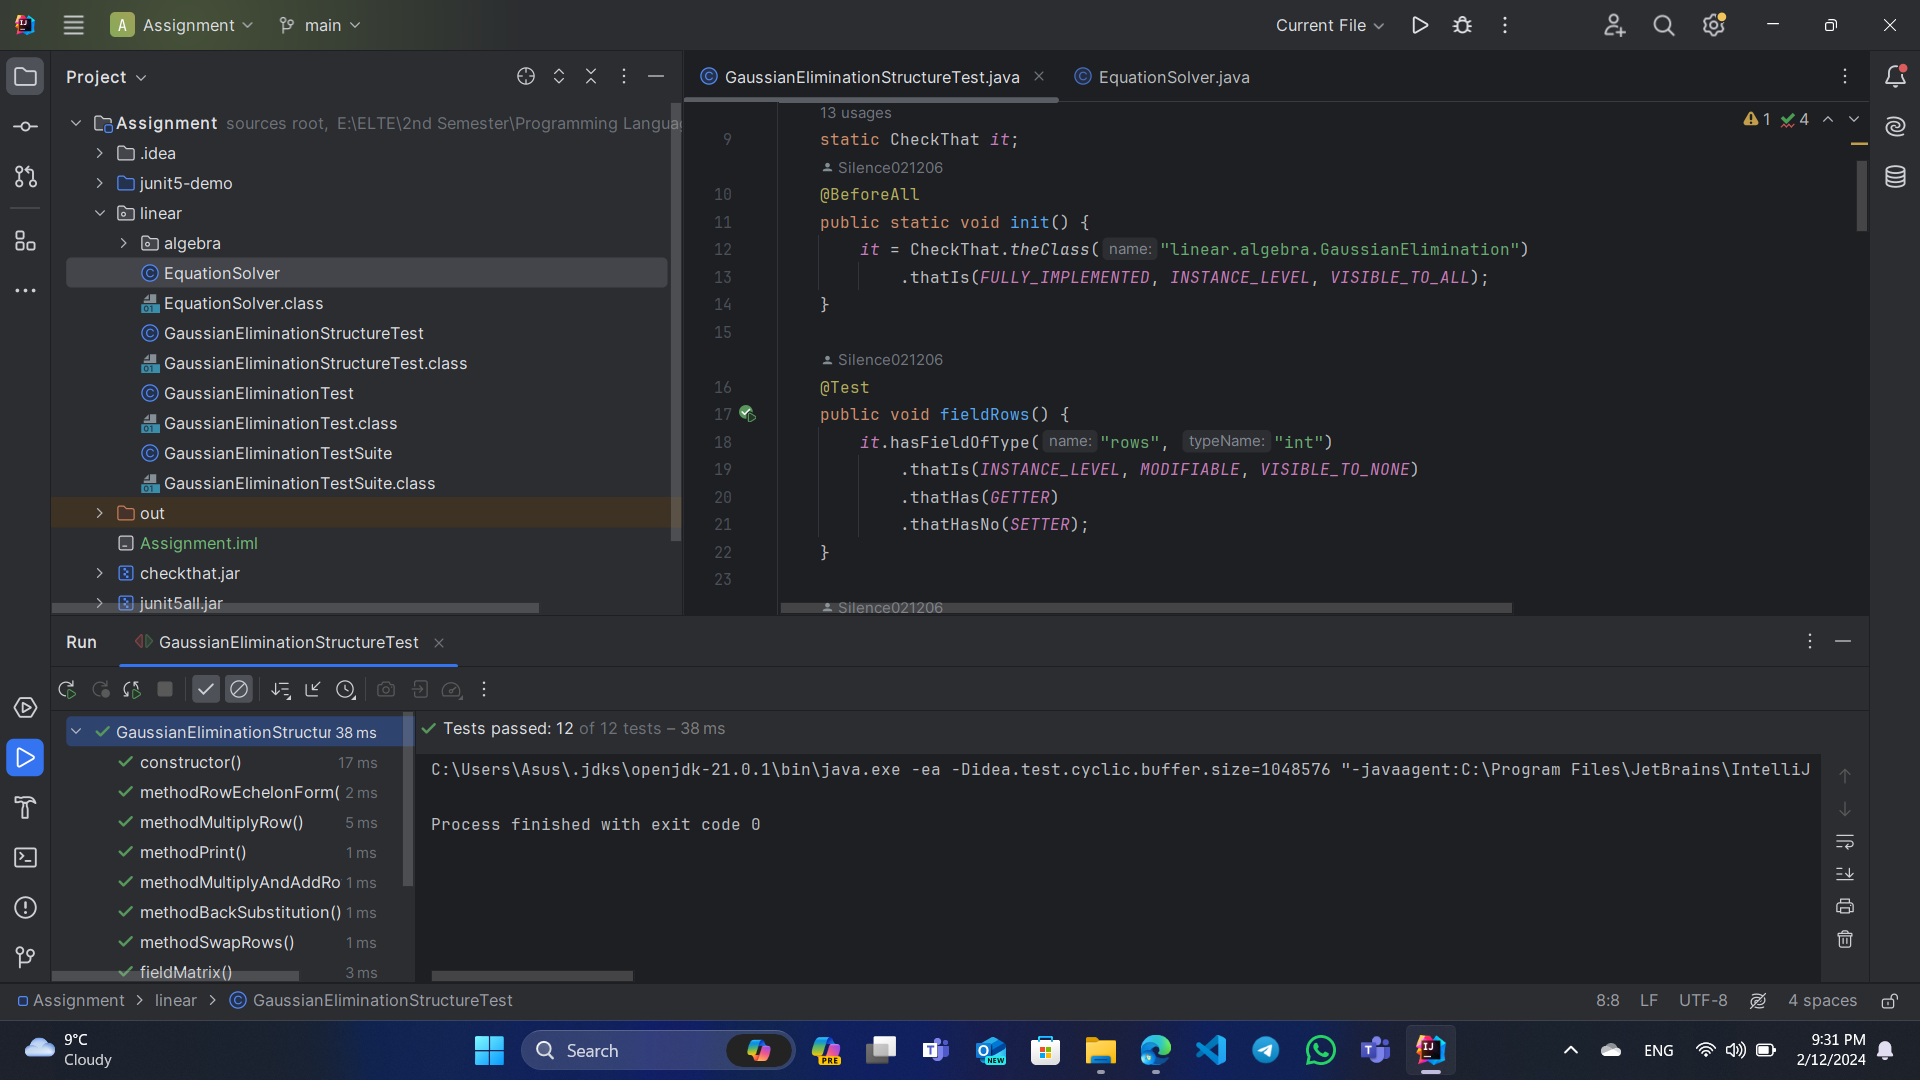 A Assignment main Current File
Project
Assignment sources root, E:\ELTE\2nd Semester\Programming Langua
.idea
junit5-demo
linear
algebra
EquationSolver
EquationSolver.class
GaussianEliminationStructureTest
GaussianEliminationStructureTest.class
GaussianEliminationTest
GaussianEliminationTest.class
GaussianEliminationTestSuite
GaussianEliminationTestSuite.class
out
Assignment.iml
checkthat.jar
junit5all.jar
GaussianEliminationStructureTest.java EquationSolver.java
13 usages
1 4
9 static CheckThat it;
Silence021206
10 @BeforeAll
11 public static void init() {
12 it = CheckThat.theClass( name: "linear.algebra.GaussianElimination")
13 .thatIs(FULLY_IMPLEMENTED, INSTANCE_LEVEL, VISIBLE_TO_ALL);
14 }
15
Silence021206
16 @Test
17 public void fieldRows() {
18 it.hasFieldOfType( name: "rows", typeName: "int")
19 .thatIs(INSTANCE_LEVEL, MODIFIABLE, VISIBLE_TO_NONE)
20 .thatHas(GETTER)
21 .thatHasNo(SETTER);
22 }
23
Silence021206
Run GaussianEliminationStructureTest
GaussianEliminationStructur 38 ms
constructor() 17 ms
methodRowEchelonForm( 2 ms
methodMultiplyRow() 5 ms
methodPrint() 1 ms
methodMultiplyAndAddRo 1 ms
methodBackSubstitution() 1 ms
methodSwapRows() 1 ms
fieldMatrix() 3 ms
Tests passed: 12 of 12 tests – 38 ms
C:\Users\Asus\.jdks\openjdk-21.0.1\bin\java.exe -ea -Didea.test.cyclic.buffer.size=1048576 "-javaagent:C:\Program Files\JetBrains\IntelliJ
Process finished with exit code 0
Assignment linear GaussianEliminationStructureTest 8:8 LF UTF-8 4 spaces
9°C
Cloudy
Search
PRE
NEW
ENG
9:31 PM
2/12/2024